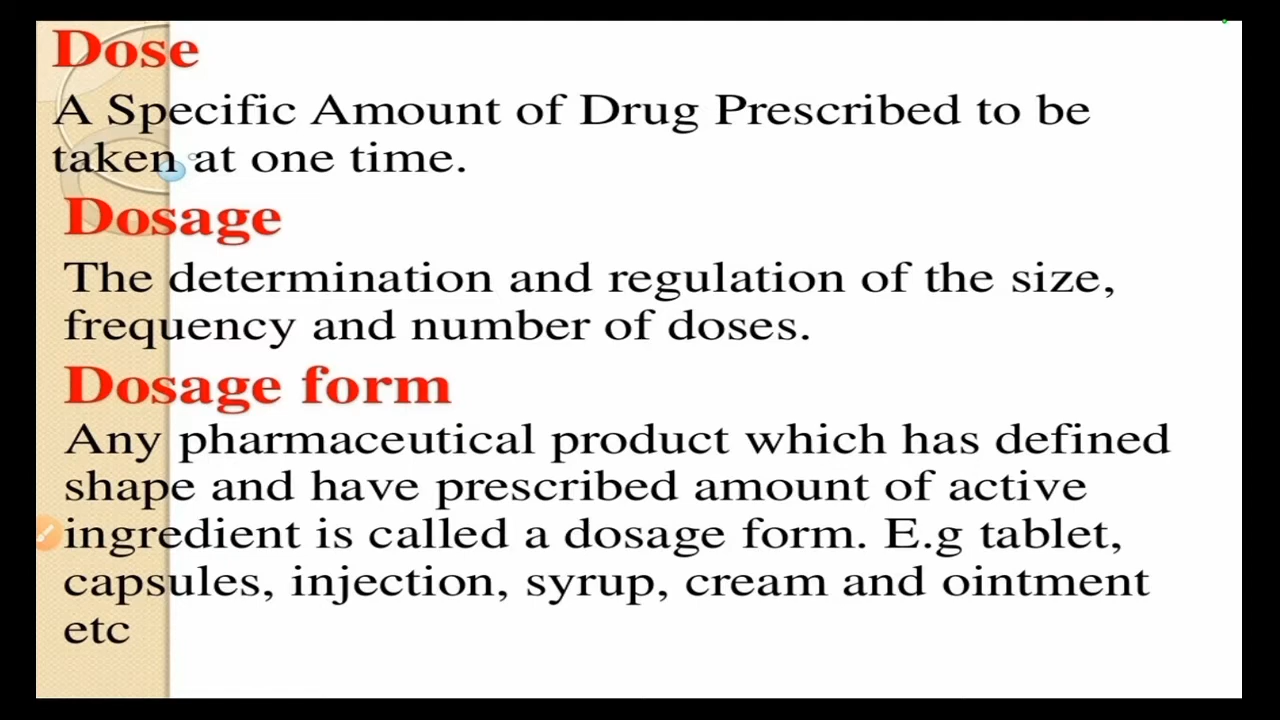 Dose
A Specific Amount of Drug Prescribed to be
taken at one time.
Dosage
The determination and regulation of the size,
frequency and number of doses.
Dosage form
Any pharmaceutical product which has defined
shape and have prescribed amount of active
ingredient is called a dosage form. E.g tablet,
capsules, injection, syrup, cream and ointment
etc